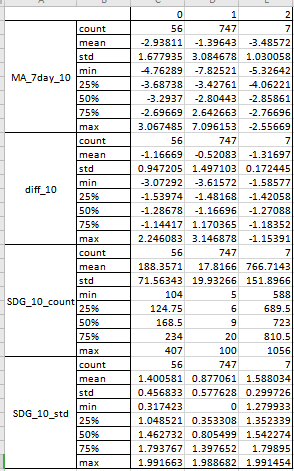 0 1 2
MA_7day_10 count 56 747 7
mean -2.93811 -1.39643 -3.48572
std 1.677935 3.084678 1.030058
min -4.76289 -7.82521 -5.32642
25% -3.68738 -3.42761 -4.06221
50% -3.2937 -2.80443 -2.85861
75% -2.69669 2.642663 -2.76696
max 3.067485 7.096153 -2.55669
diff_10 count 56 747 7
mean -1.16669 -0.52083 -1.31697
std 0.947205 1.497103 0.172445
min -3.07292 -3.61572 -1.58577
25% -1.53974 -1.48168 -1.42058
50% -1.28678 -1.16696 -1.27088
75% -1.14417 1.170365 -1.18352
max 2.246083 3.146878 -1.15391
SDG_10_count count 56 747 7
mean 188.3571 17.8166 766.7143
std 71.56343 19.93266 151.8966
min 104 5 588
25% 124.75 6 689.5
50% 168.5 9 723
75% 234 20 810.5
max 407 100 1056
SDG_10_std count 56 747 7
mean 1.400581 0.877061 1.588034
std 0.456833 0.577628 0.299726
min 0.317423 0 1.279933
25% 1.048521 0.353308 1.352339
50% 1.462732 0.805499 1.542274
75% 1.793767 1.397652 1.79895
max 1.991663 1.988682 1.991454